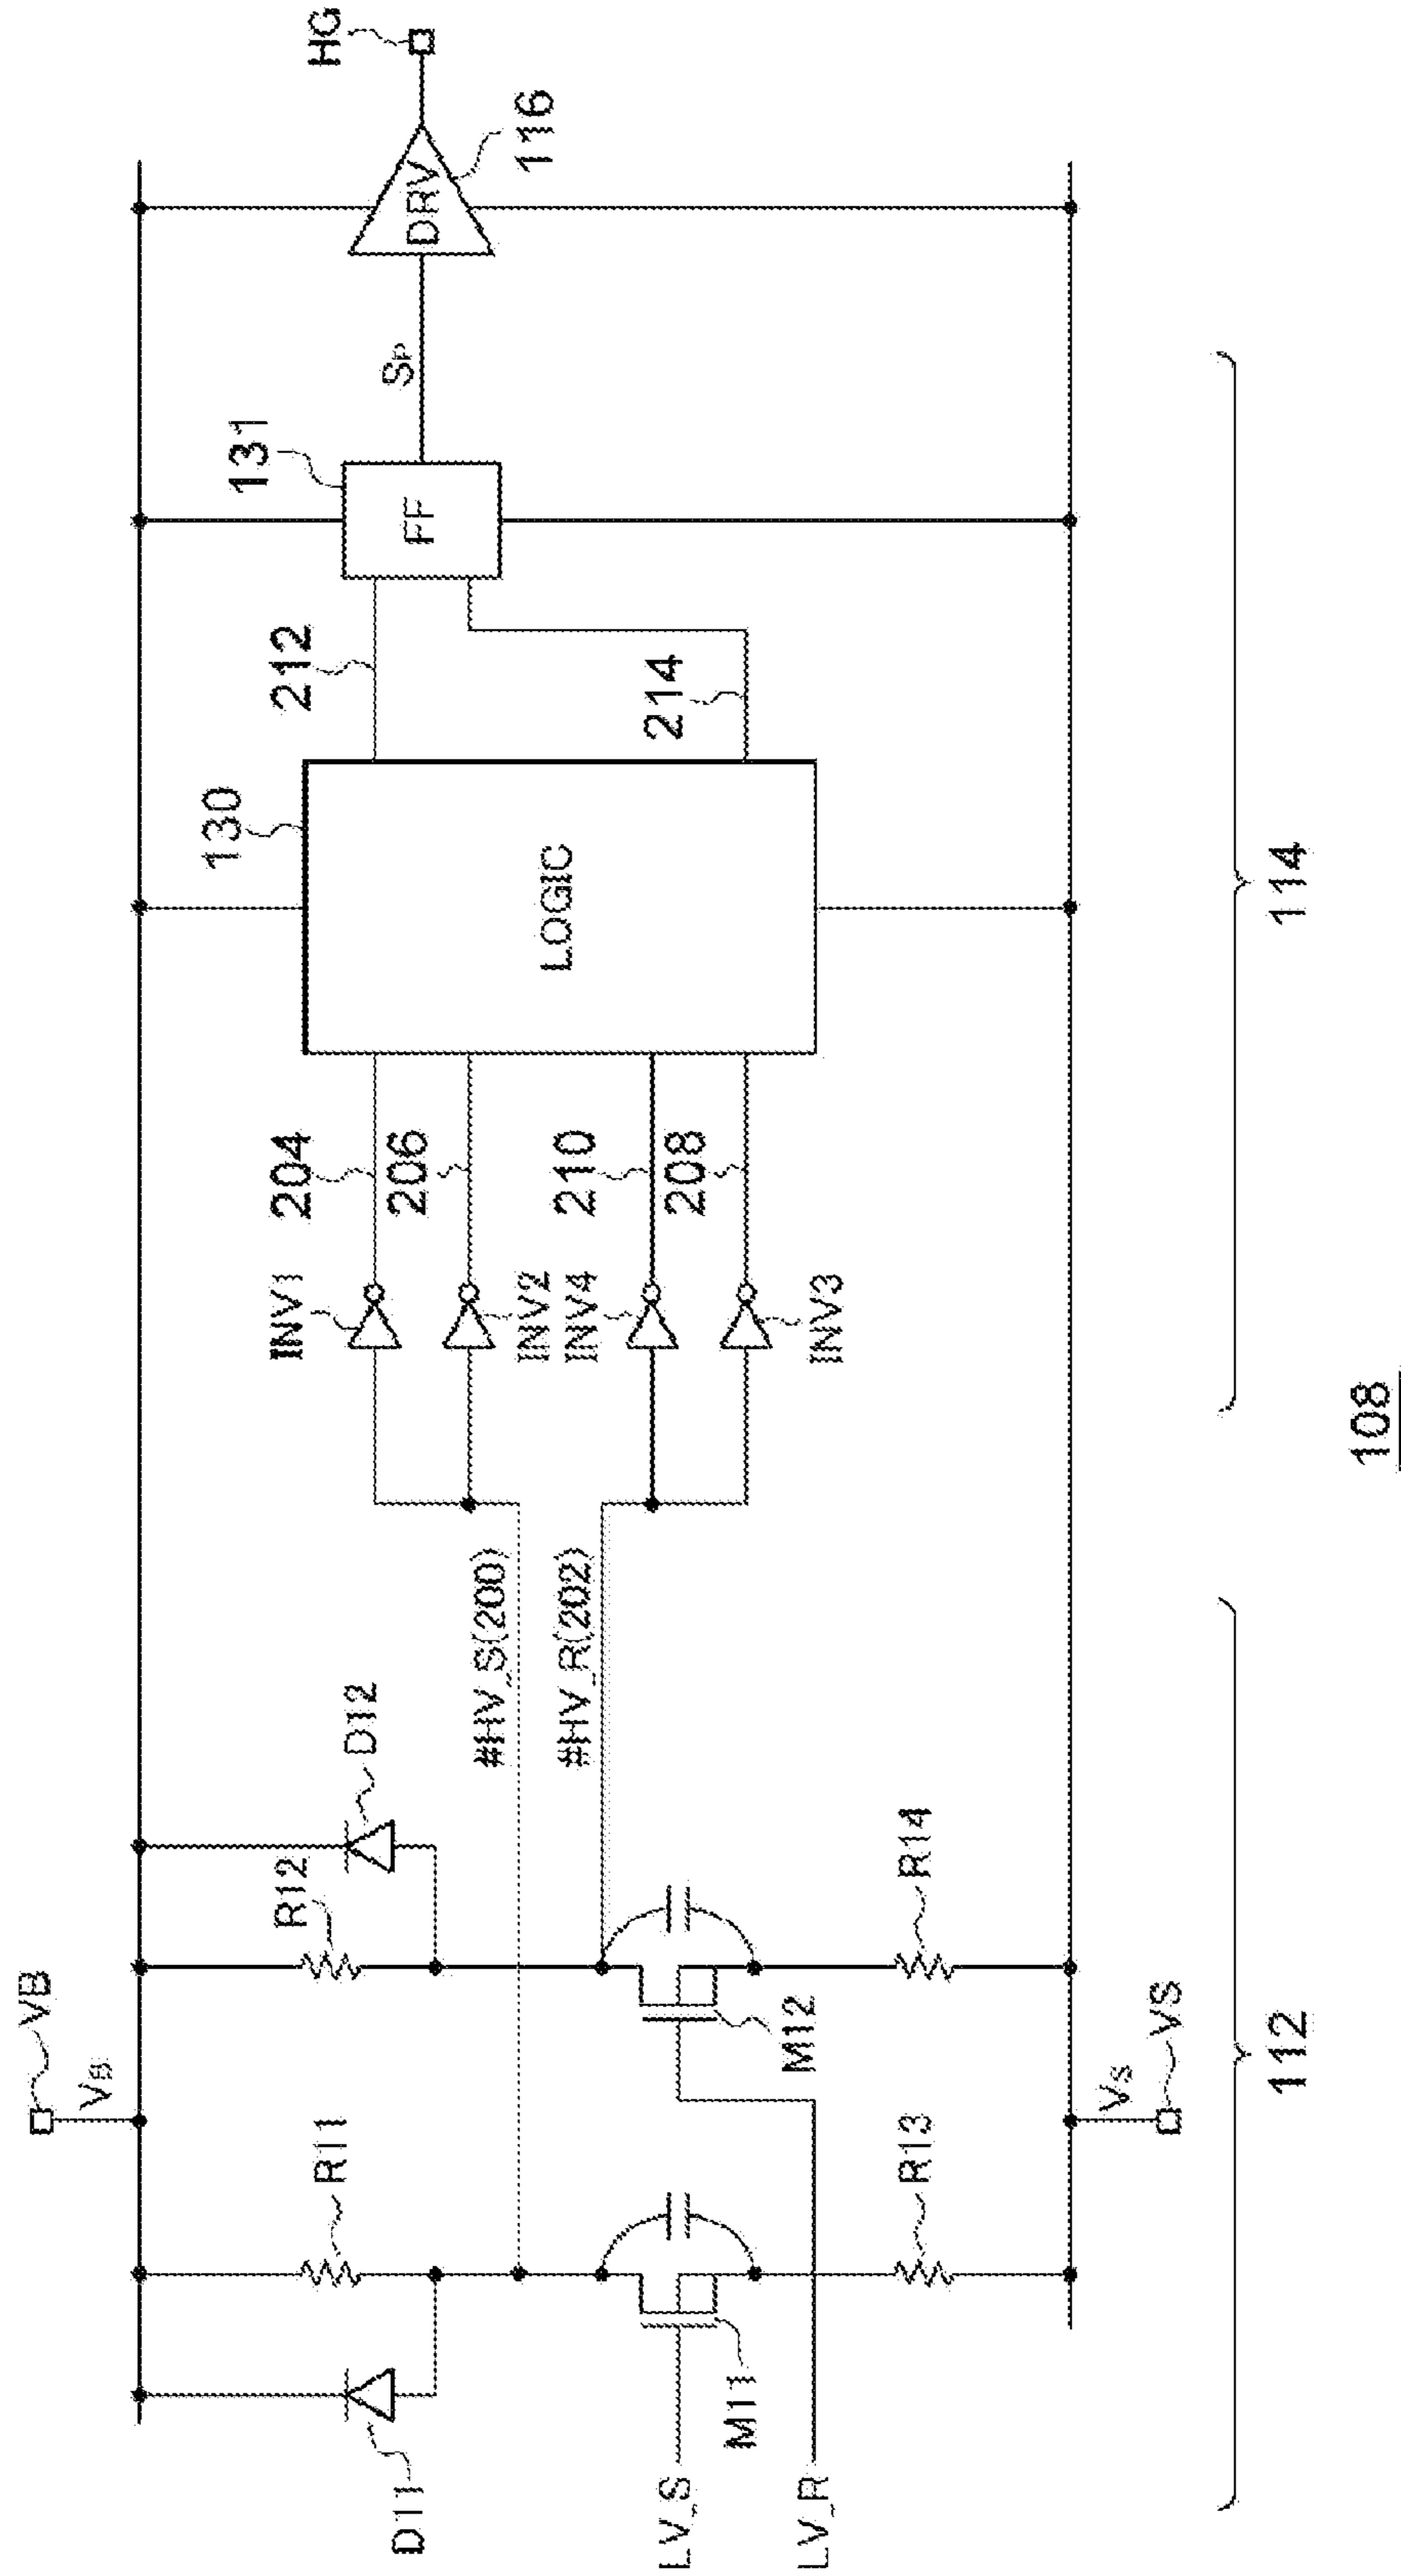 VB
VB
D11
R11
R12
D12
#HV_S(200)
#HV_R(202)
LV_S
LV_R
M11
M12
R13
R14
VS
VS
INV1
INV2
INV4
INV3
204
206
210
208
130
LOGIC
212
214
131
FF
SP
DRV
116
HG
112
114
108